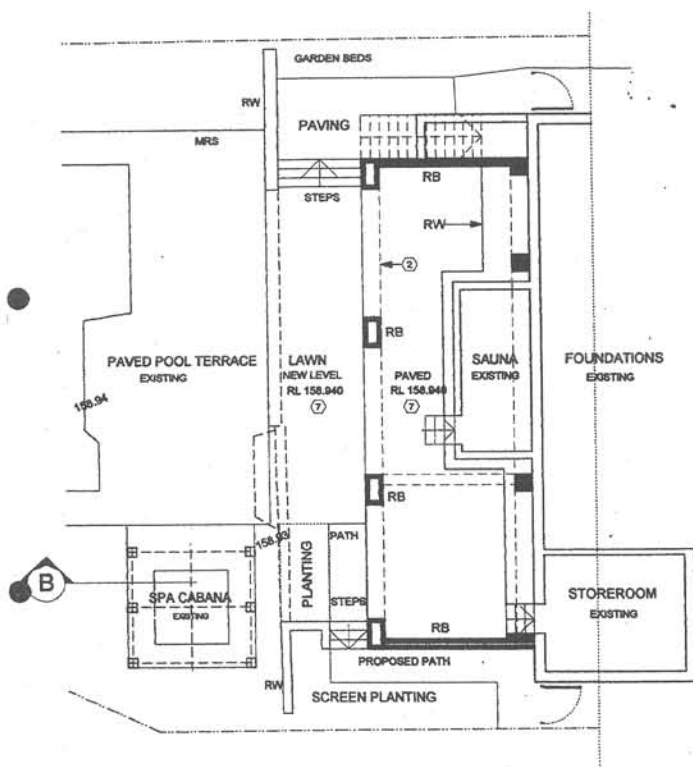 GARDEN BEDS
RW
PAVING
MRS
STEPS
RB
RW
2
RB
PAVED POOL TERRACE
EXISTING
LAWN
NEW LEVEL
RL 158.940
7
PAVED
RL 158.940
7
SAUNA
EXISTING
FOUNDATIONS
EXISTING
158.94
RB
158.93
PATH
PLANTING
B
SPA CABANA
EXISTING
STEPS
RB
STOREROOM
EXISTING
PROPOSED PATH
RW
SCREEN PLANTING